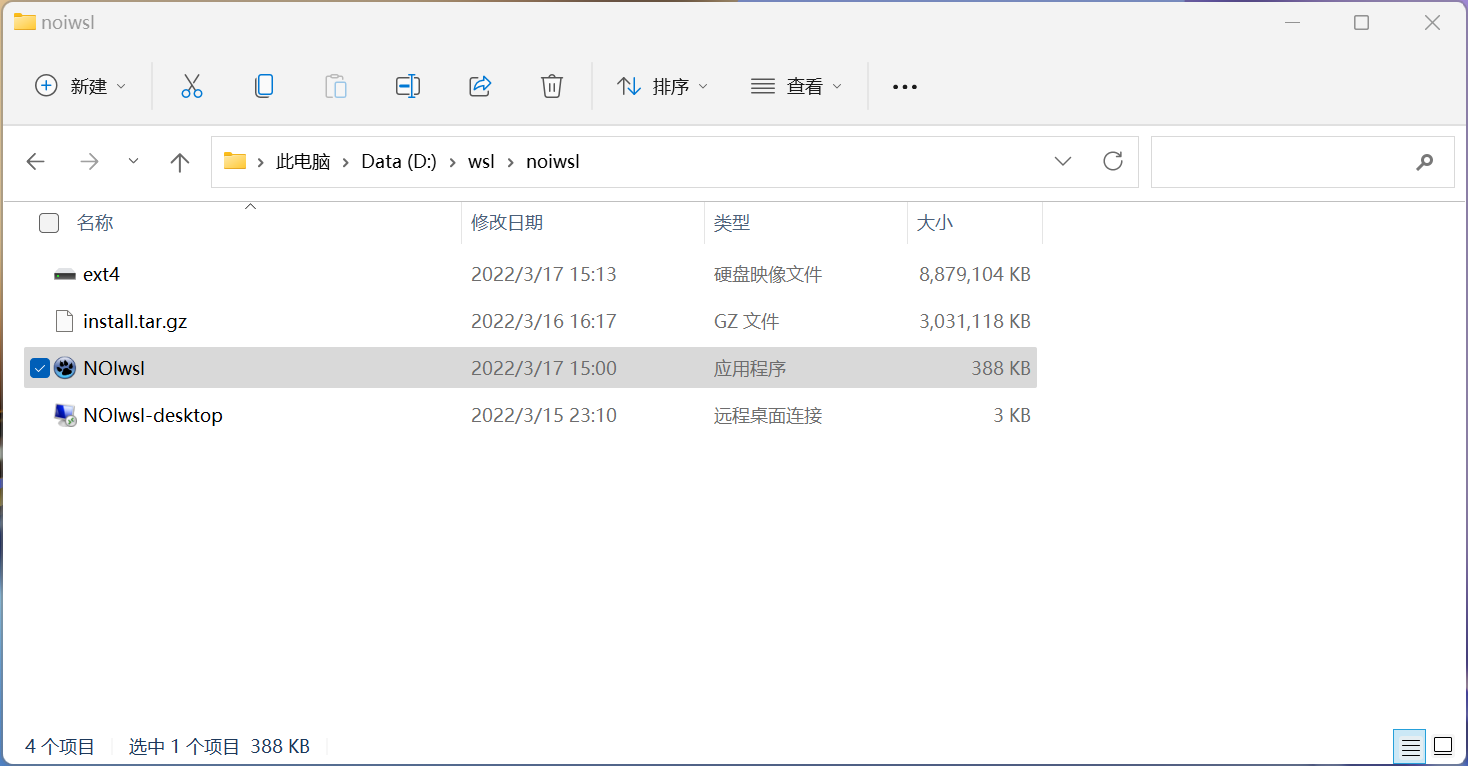 noiwsl
新建 排序 查看
此电脑 Data (D:) wsl noiwsl
名称 修改日期 类型 大小
ext4 2022/3/17 15:13 硬盘映像文件 8,879,104 KB
install.tar.gz 2022/3/16 16:17 GZ 文件 3,031,118 KB
NOIwsl 2022/3/17 15:00 应用程序 388 KB
NOIwsl-desktop 2022/3/15 23:10 远程桌面连接 3 KB
4 个项目 选中 1 个项目 388 KB